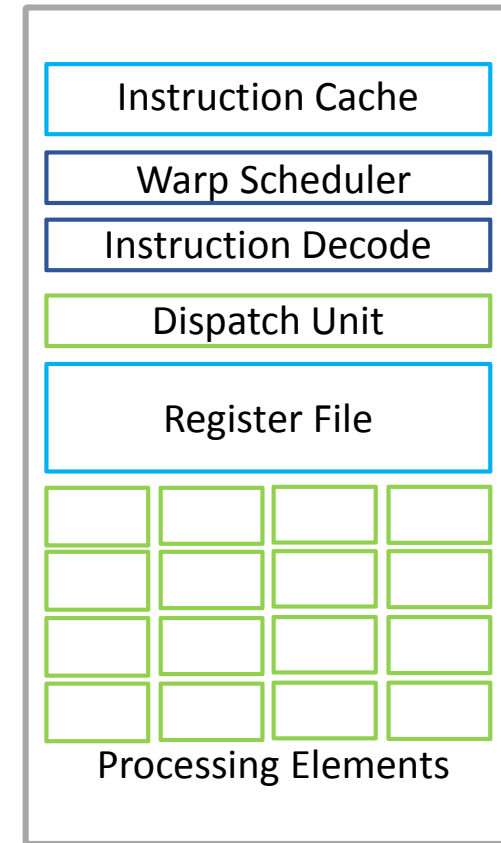 Instruction Cache
Warp Scheduler
Instruction Decode
Dispatch Unit
Register File
Processing Elements